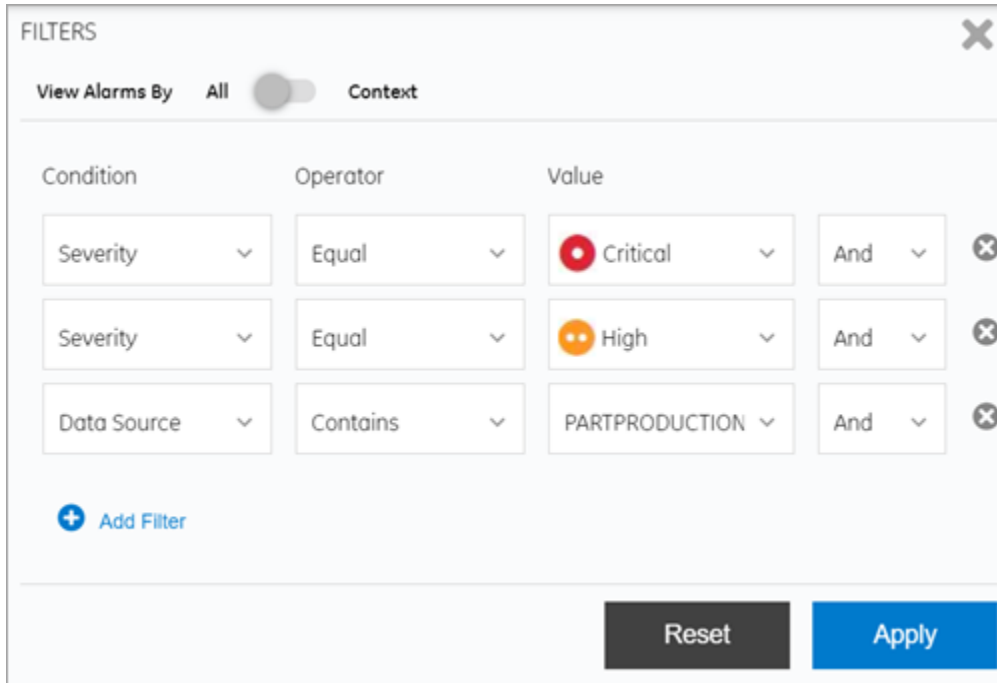 FILTERS
View Alarms By All Context
Condition Operator Value
Severity Equal Critical And
Severity Equal High And
Data Source Contains PARTPRODUCTION And
Add Filter
Reset Apply